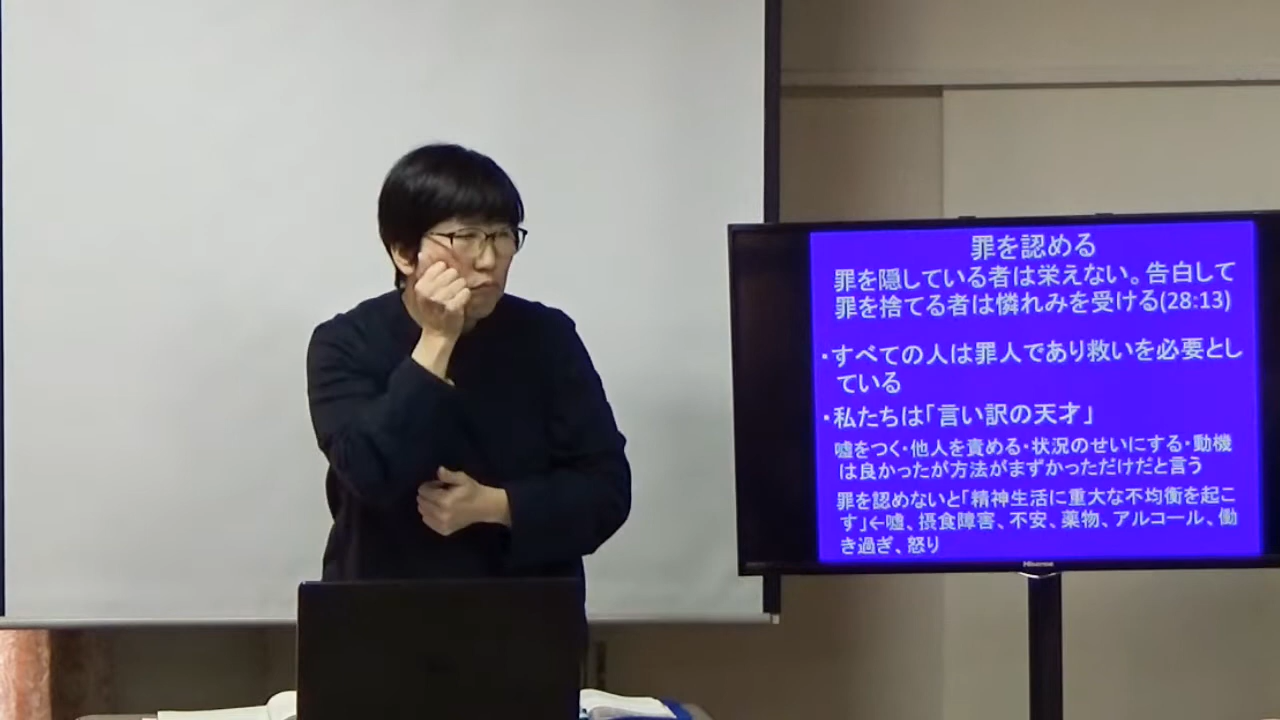 罪を認める
罪を隠している者は栄えない。告白して
罪を捨てる者は憐れみを受ける(28:13)
・すべての人は罪人であり救いを必要とし
ている
・私たちは「言い訳の天才」
嘘をつく・他人を責める・状況のせいにする・動機
は良かったが方法がまずかっただけだと言う
罪を認めないと「精神生活に重大な不均衡を起こ
す」←嘘、摂食障害、不安、薬物、アルコール、働
き過ぎ、怒り
Hisense